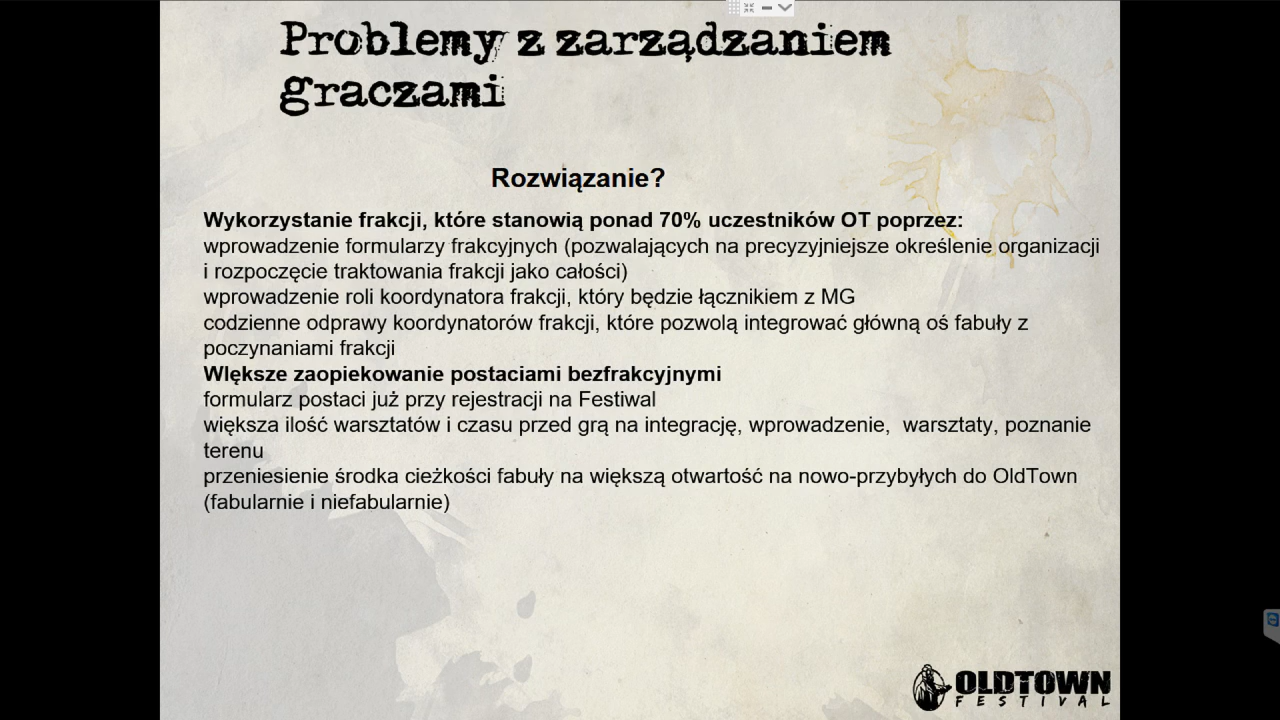 Problemy z zarządzaniem
graczami
Rozwiązanie?
Wykorzystanie frakcji, które stanowią ponad 70% uczestników OT poprzez:
wprowadzenie formularzy frakcyjnych (pozwalających na precyzyjniejsze określenie organizacji
i rozpoczęcie traktowania frakcji jako całości)
wprowadzenie roli koordynatora frakcji, który będzie łącznikiem z MG
codzienne odprawy koordynatorów frakcji, które pozwolą integrować główną oś fabuły z
poczynaniami frakcji
WIększe zaopiekowanie postaciami bezfrakcyjnymi
formularz postaci już przy rejestracji na Festiwal
większa ilość warsztatów i czasu przed grą na integrację, wprowadzenie,  warsztaty, poznanie
terenu
przeniesienie środka cieżkości fabuły na większą otwartość na nowo-przybyłych do OldTown
(fabularnie i niefabularnie)
OLDTOWN
FESTIVAL